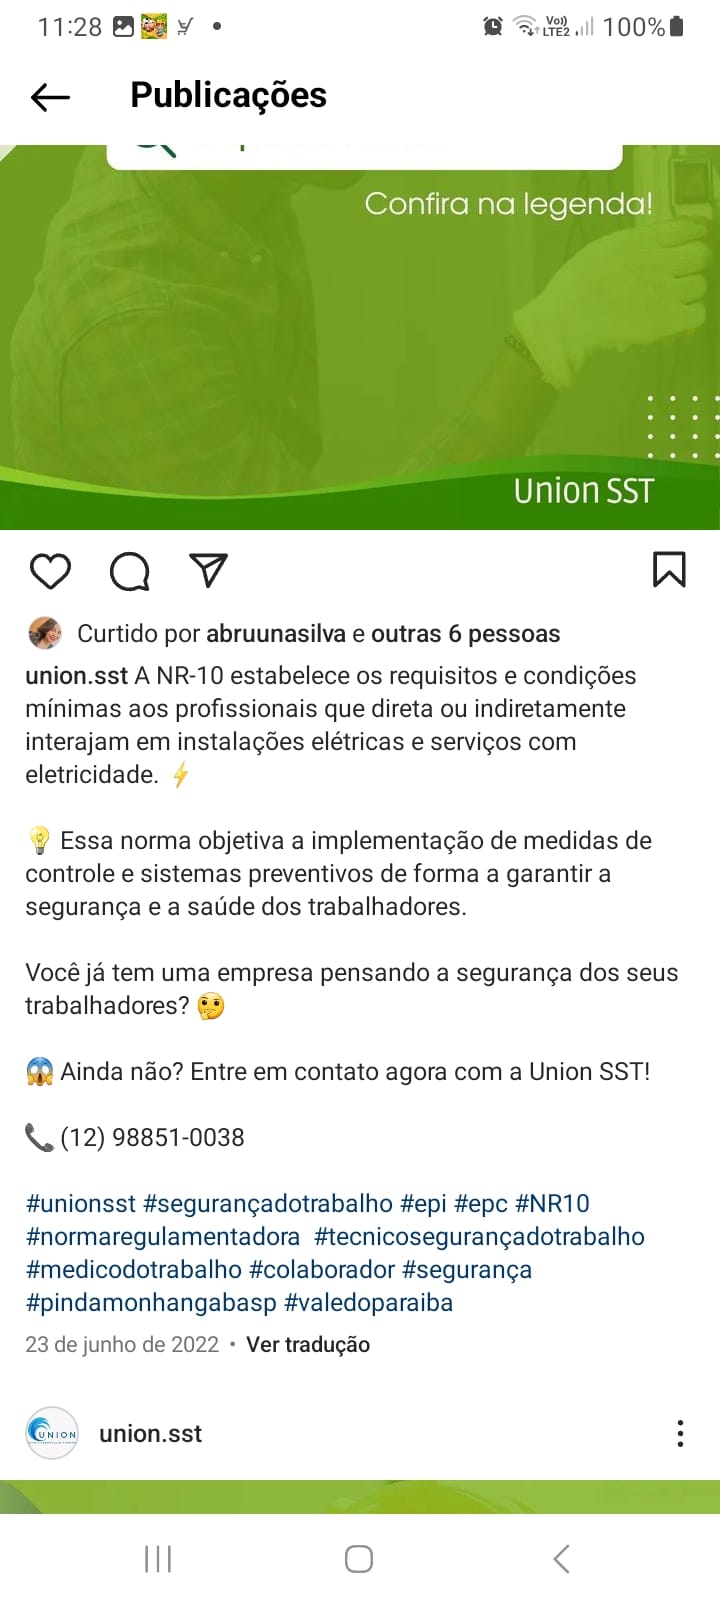 11:28
Vo))
LTE2
100%
Publicações
Confira na legenda!
Union SST
Curtido por abruunasilva e outras 6 pessoas
union.sst A NR-10 estabelece os requisitos e condições
mínimas aos profissionais que direta ou indiretamente
interajam em instalações elétricas e serviços com
eletricidade. ⚡
💡 Essa norma objetiva a implementação de medidas de
controle e sistemas preventivos de forma a garantir a
segurança e a saúde dos trabalhadores.
Você já tem uma empresa pensando a segurança dos seus
trabalhadores? 🤔
😱 Ainda não? Entre em contato agora com a Union SST!
📞 (12) 98851-0038
#unionsst #segurançadotrabalho #epi #epc #NR10
#normaregulamentadora #tecnicosegurançadotrabalho
#medicodotrabalho #colaborador #segurança
#pindamonhangabasp #valedoparaiba
23 de junho de 2022 • Ver tradução
UNION
union.sst